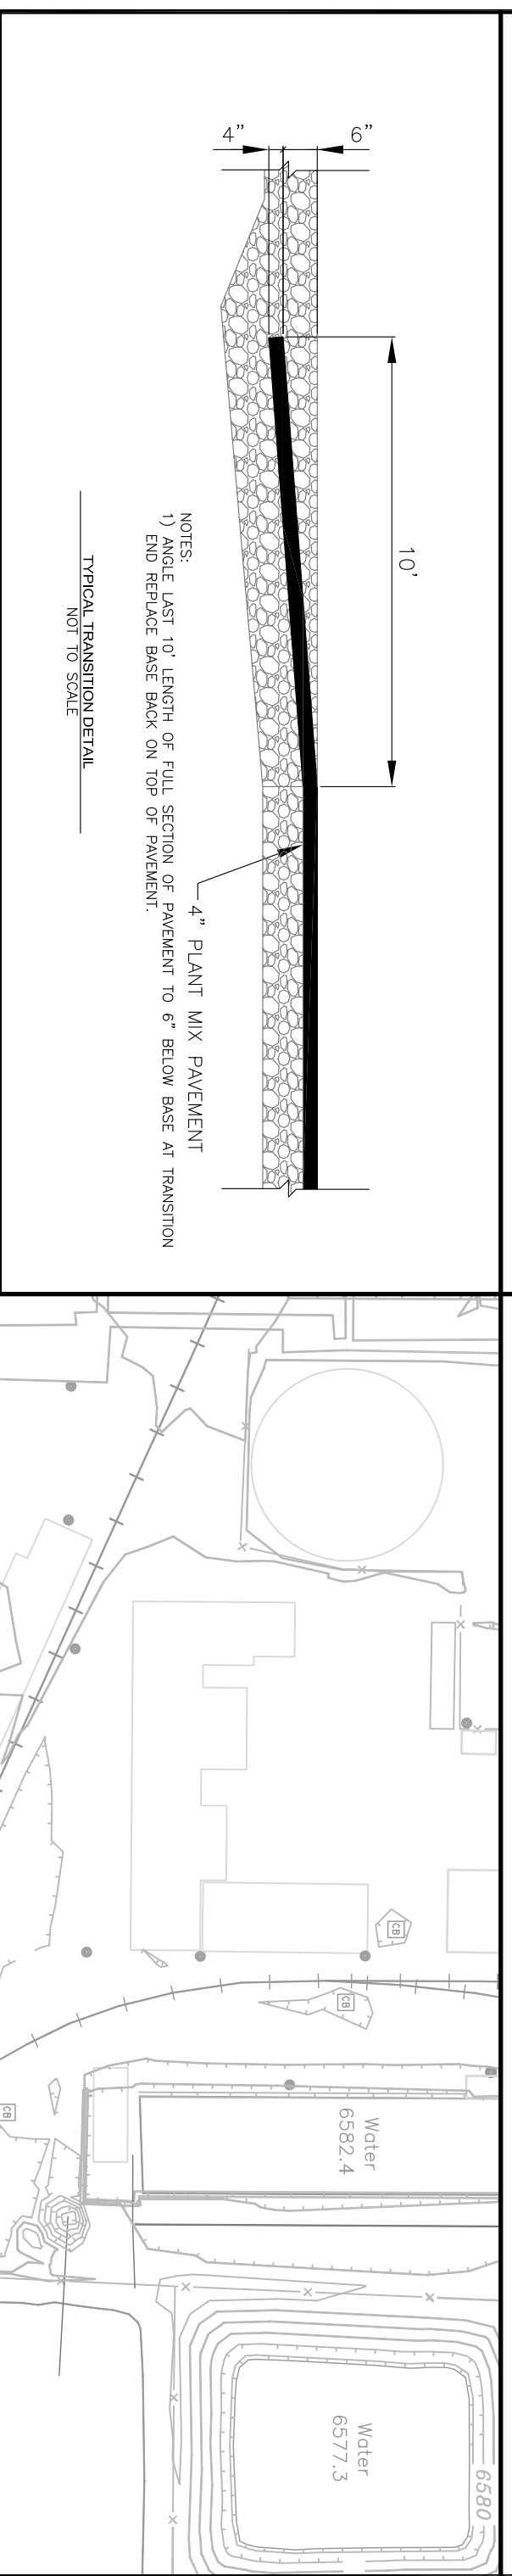 6"
4"
10'
4" PLANT MIX PAVEMENT
NOTES:
1) ANGLE LAST 10' LENGTH OF FULL SECTION OF PAVEMENT TO 6" BELOW BASE AT TRANSITION
END REPLACE BASE BACK ON TOP OF PAVEMENT.
TYPICAL TRANSITION DETAIL
NOT TO SCALE
CB
CB
CB
Water
6582.4
Water
6577.3
6580